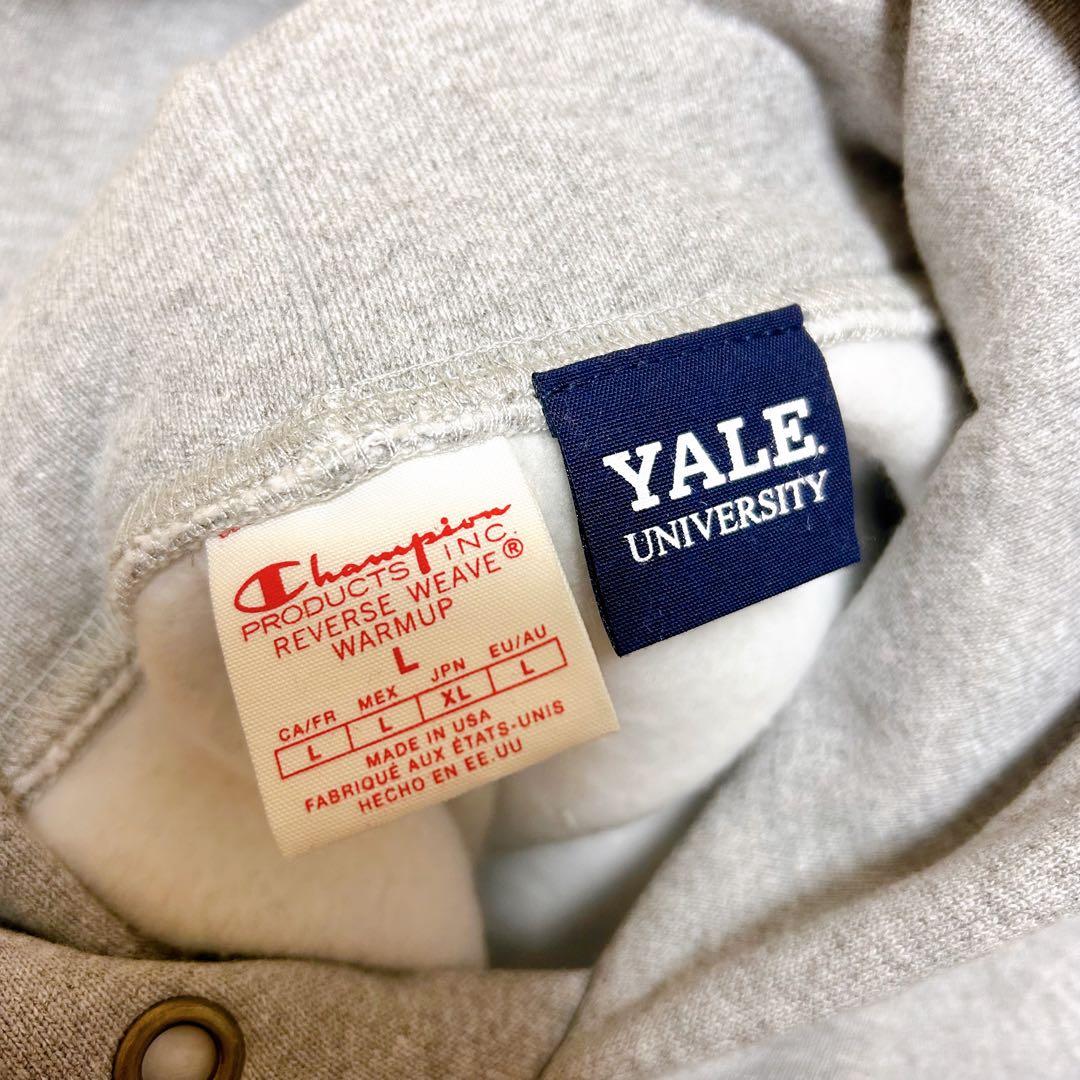 Champion
PRODUCTS INC.
REVERSE WEAVE®
WARMUP
L
CA/FR MEX JPN EU/AU
L L XL L
MADE IN USA
FABRIQUÉ AUX ÉTATS-UNIS
HECHO EN EE.UU
YALE.
UNIVERSITY